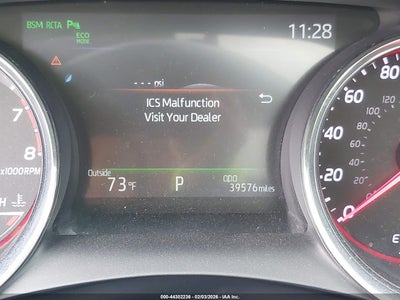 BSM RCTA P
11:28
ECO
MODE
--- psi
ICS Malfunction
Visit Your Dealer
Outside
73°F
P
ODO
39576 miles
7
8
x1000RPM
H
80
60
40
20
0
120
100
80
60
40
20
E
000-44302236 - 02/03/2026 - IAA Inc.